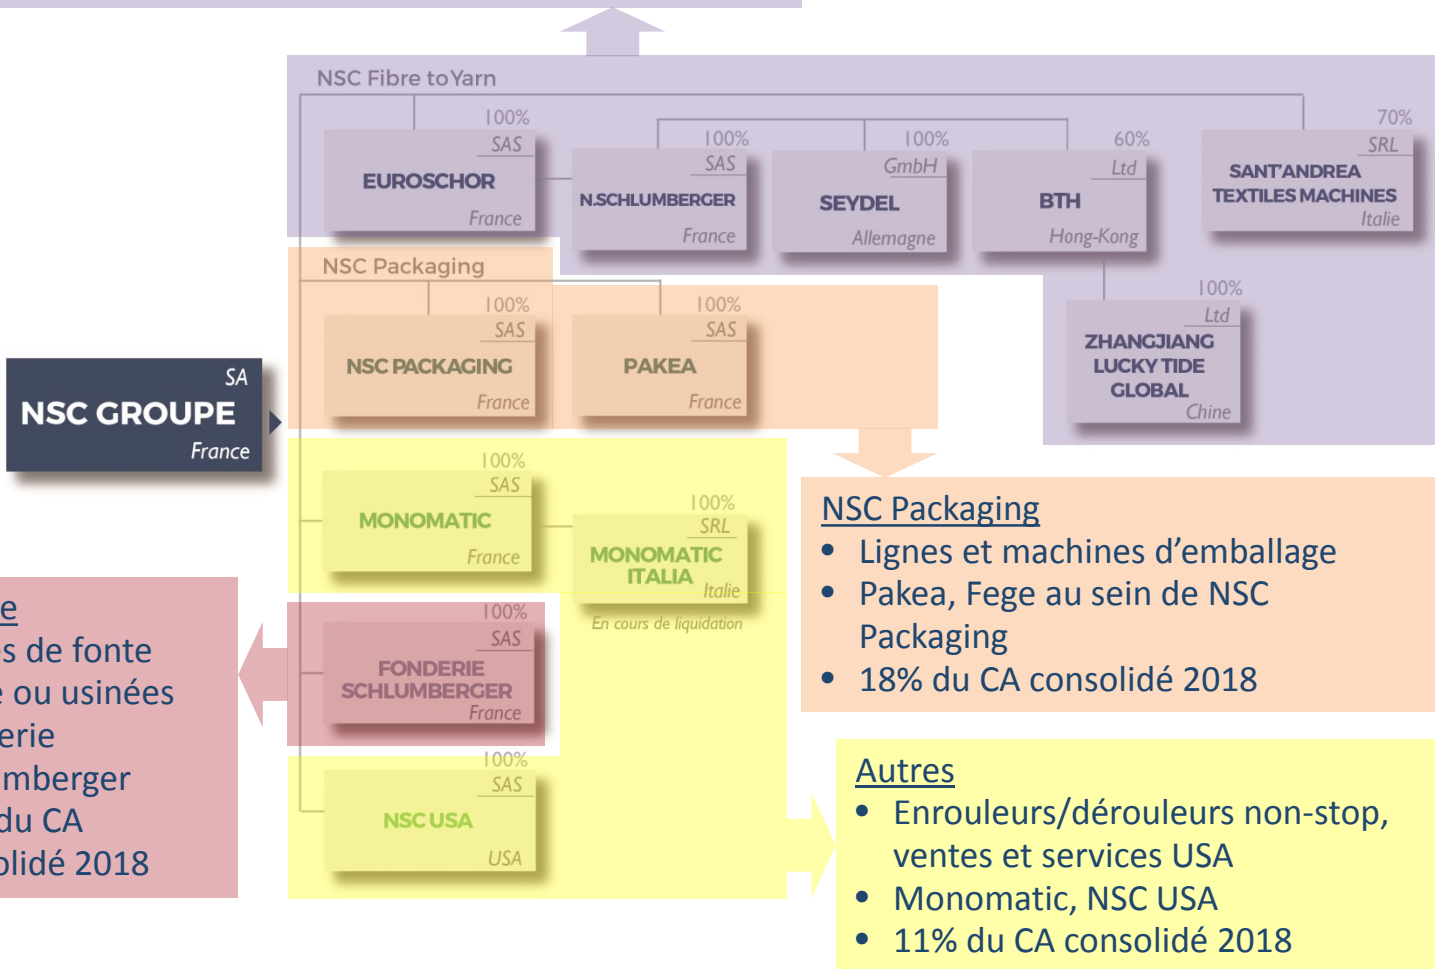 NSC Fibre to Yarn
100%
SAS
EUROSCHOR
France
100%
SAS
N.SCHLUMBERGER
France
100%
GmbH
SEYDEL
Allemagne
60%
Ltd
BTH
Hong-Kong
70%
SRL
SANT'ANDREA
TEXTILES MACHINES
Italie
100%
Ltd
ZHANGJIANG
LUCKY TIDE
GLOBAL
Chine
NSC Packaging
100%
SAS
NSC PACKAGING
France
100%
SAS
PAKEA
France
SA
NSC GROUPE
France
100%
SAS
MONOMATIC
France
100%
SRL
MONOMATIC
ITALIA
Italie
En cours de liquidation
100%
SAS
FONDERIE
SCHLUMBERGER
France
100%
SAS
NSC USA
USA
NSC Packaging
• Lignes et machines d'emballage
• Pakea, Fege au sein de NSC
Packaging
• 18% du CA consolidé 2018
de fonte
ou usinées
du CA
2018
Autres
• Enrouleurs/dérouleurs non-stop,
ventes et services USA
• Monomatic, NSC USA
• 11% du CA consolidé 2018